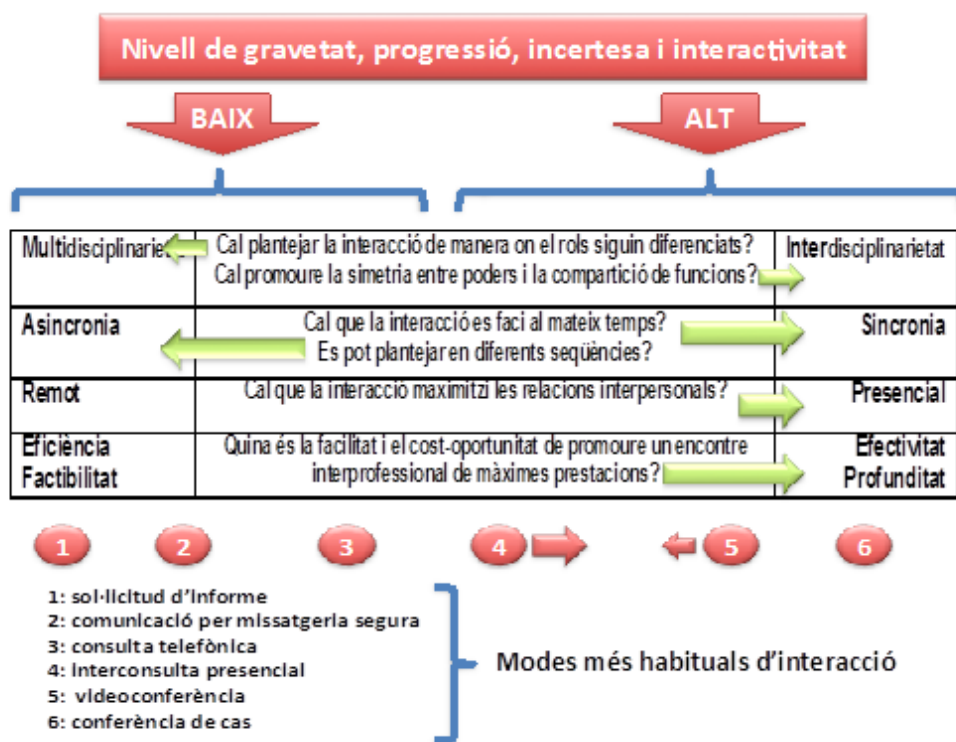 Nivell de gravetat, progressió, incertesa i interactivitat
BAIX
ALT
Multidisciplinarie
Cal plantejar la interacció de manera on el rols siguin diferenciats?
Cal promoure la simetria entre poders i la compartició de funcions?
Interdisciplinarietat
Asincronia
Cal que la interacció es faci al mateix temps?
Es pot plantejar en diferents seqüències?
Sincronia
Remot
Cal que la interacció maximitzi les relacions interpersonals?
Presencial
Eficiència
Factibilitat
Quina és la facilitat i el cost-oportunitat de promoure un encontre
interprofessional de màximes prestacions?
Efectivitat
Profunditat
1
2
3
4
5
6
1: sol·licitud d'informe
2: comunicació per missatgeria segura
3: consulta telefònica
4: interconsulta presencial
5: videoconferència
6: conferència de cas
Modes més habituals d'interacció